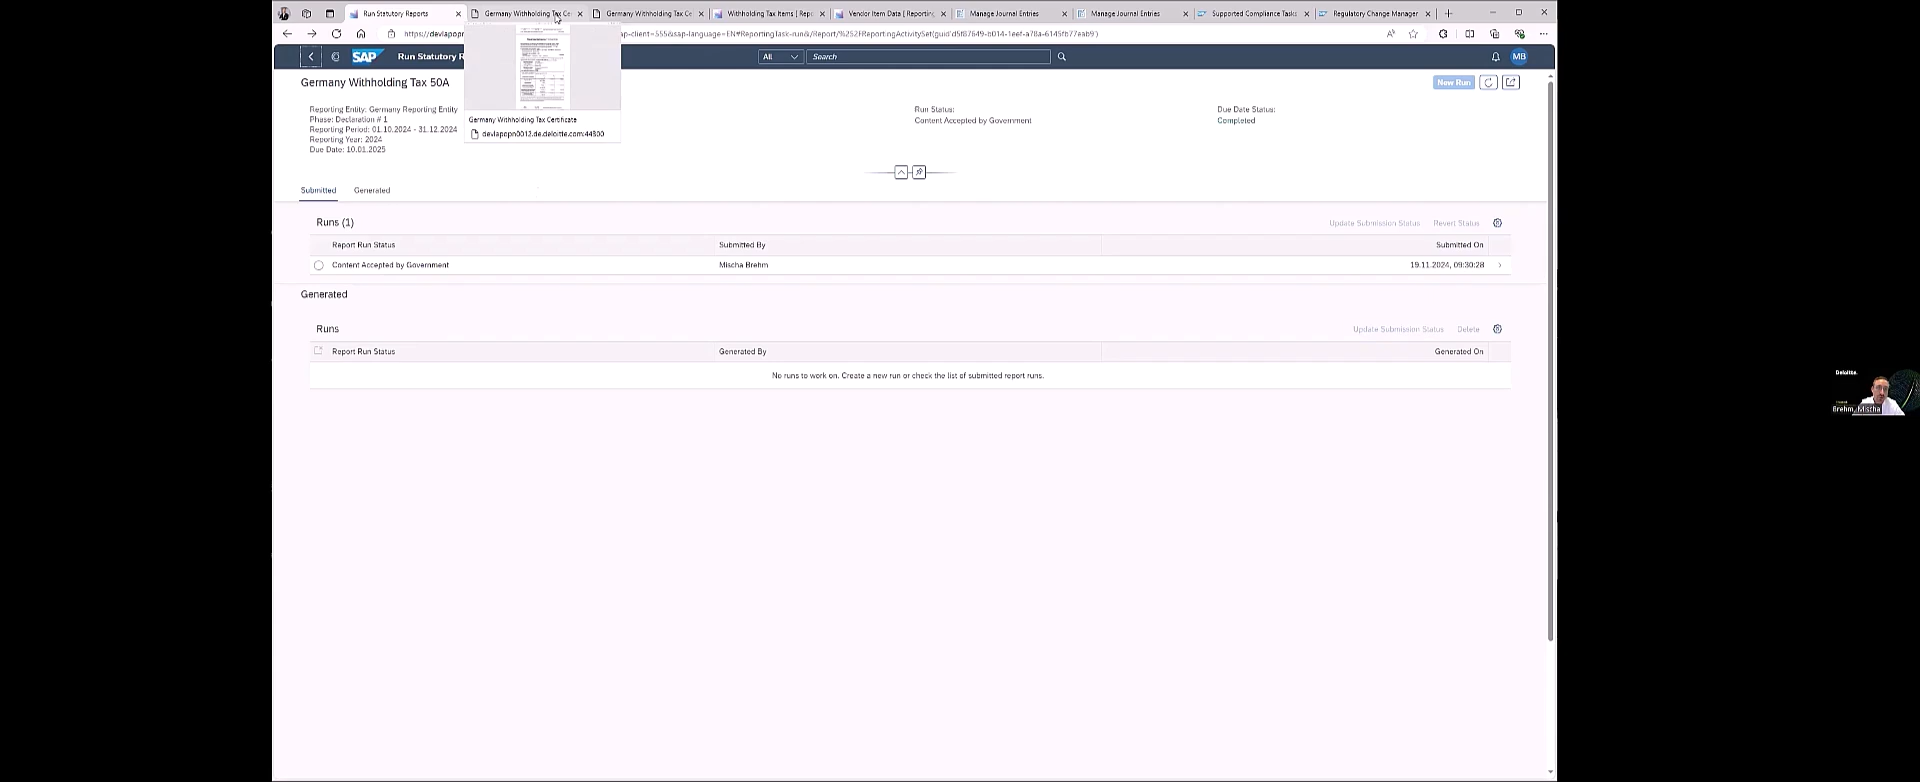 Run Statutory Reports
Germany Withholding Tax Ce
Germany Withholding Tax Ce
Withholding Tax Items | Repo
Vendor Item Data | Reporting
Manage Journal Entries
Manage Journal Entries
Supported Compliance Tasks
Regulatory Change Manager
SAP
Run Statutory R
All
Search
MB
Germany Withholding Tax 50A
New Run
Germany Withholding Tax Certificate
devlapopn0012.de.deloitte.com:44300
Reporting Entity: Germany Reporting Entity
Phase: Declaration # 1
Reporting Period: 01.10.2024 - 31.12.2024
Reporting Year: 2024
Due Date: 10.01.2025
Run Status:
Content Accepted by Government
Due Date Status:
Completed
Submitted
Generated
Runs (1)
Update Submission Status
Revert Status
Report Run Status
Submitted By
Submitted On
Content Accepted by Government
Mischa Brehm
19.11.2024, 09:30:28
Generated
Runs
Update Submission Status
Delete
Report Run Status
Generated By
Generated On
No runs to work on. Create a new run or check the list of submitted report runs.
Deloitte.
Brehm, Mischa